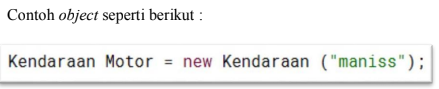 Contoh object seperti berikut :
Kendaraan Motor = new Kendaraan ("maniss");